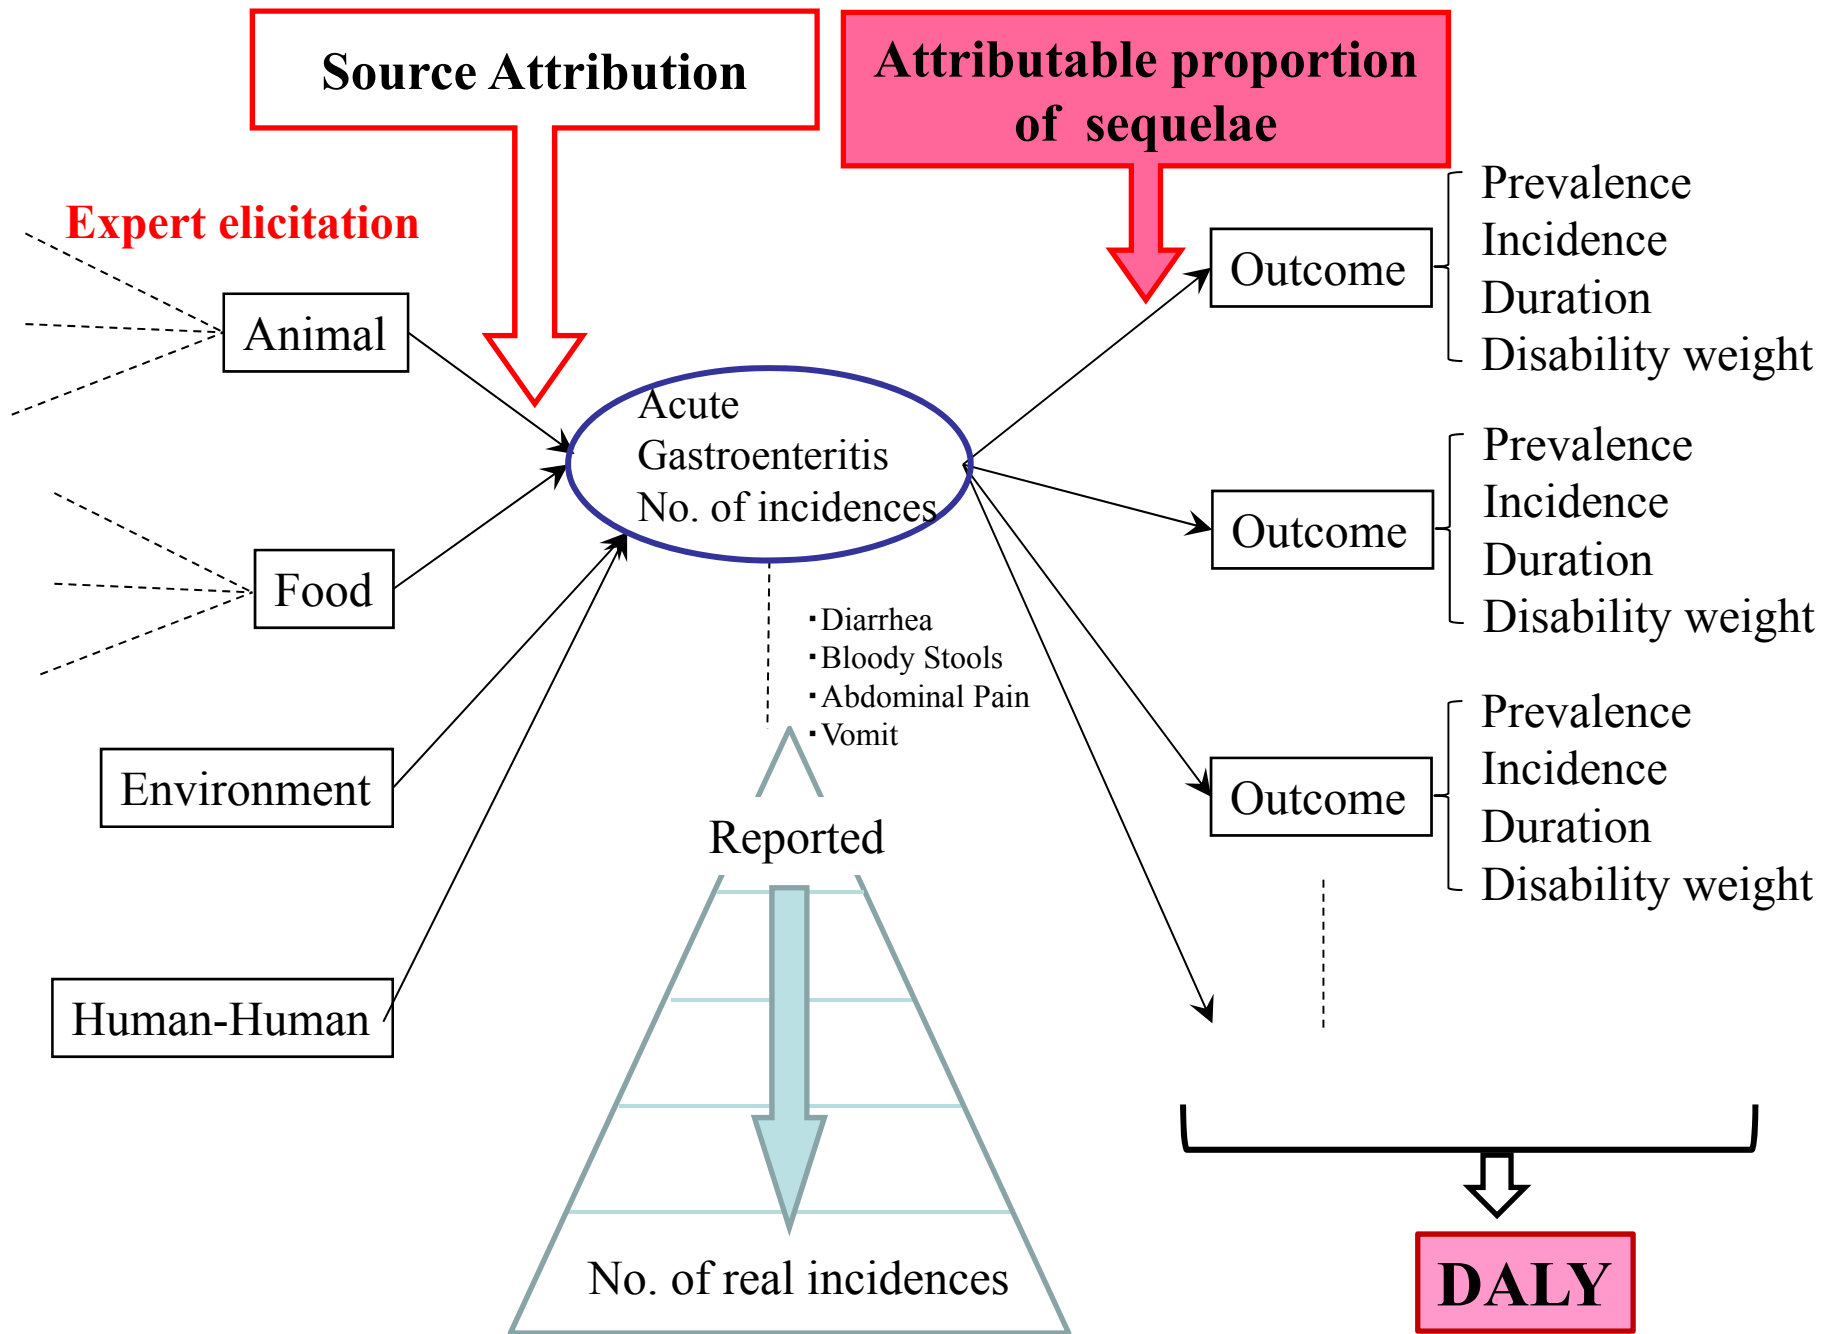 Source Attribution
Attributable proportion
of sequelae
Expert elicitation
Animal
Food
Environment
Human-Human
Acute
Gastroenteritis
No. of incidences
・Diarrhea
・Bloody Stools
・Abdominal Pain
・Vomit
Reported
No. of real incidences
Outcome
Prevalence
Incidence
Duration
Disability weight
Outcome
Prevalence
Incidence
Duration
Disability weight
Outcome
Prevalence
Incidence
Duration
Disability weight
DALY